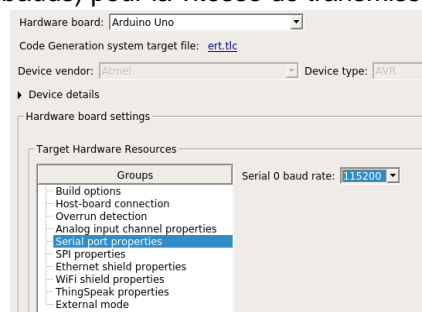 bauds) pour la vitesse de transmis
Hardware board: Arduino Uno
Code Generation system target file: ert.tlc
Device vendor: Atmel Device type: AVR
Device details
Hardware board settings
Target Hardware Resources
Groups Serial 0 baud rate: 115200
Build options
Host-board connection
Overrun detection
Analog input channel properties
Serial port properties
SPI properties
Ethernet shield properties
WiFi shield properties
ThingSpeak properties
External mode